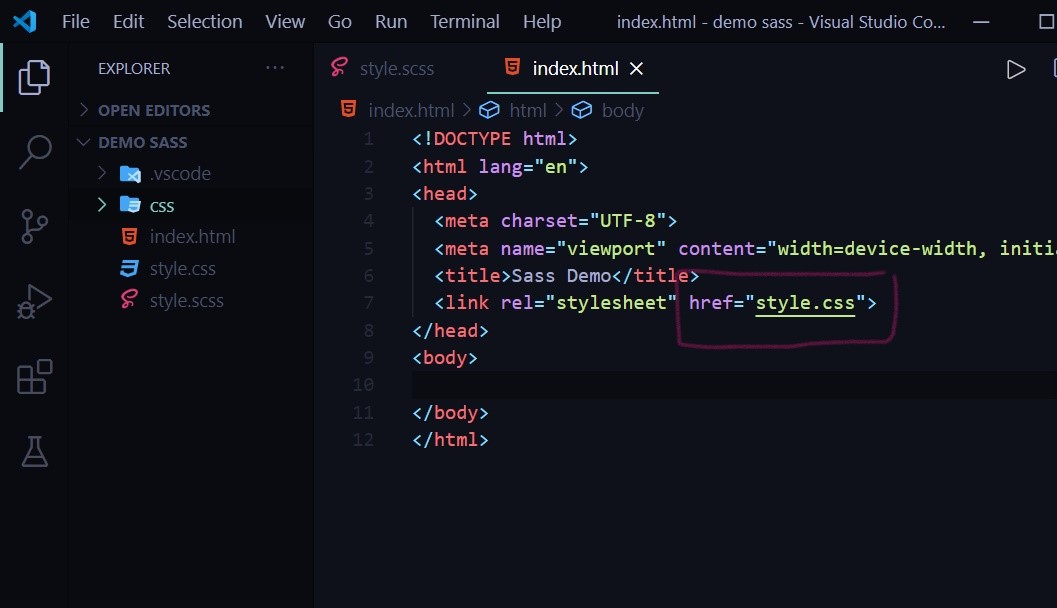 File Edit Selection View Go Run Terminal Help index.html - demo sass - Visual Studio Co...
EXPLORER ...
OPEN EDITORS
DEMO SASS
.vscode
css
index.html
style.css
style.scss
style.scss index.html
index.html > html > body
1 <!DOCTYPE html>
2 <html lang="en">
3 <head>
4 <meta charset="UTF-8">
5 <meta name="viewport" content="width=device-width, initia
6 <title>Sass Demo</title>
7 <link rel="stylesheet" href="style.css">
8 </head>
9 <body>
10
11 </body>
12 </html>